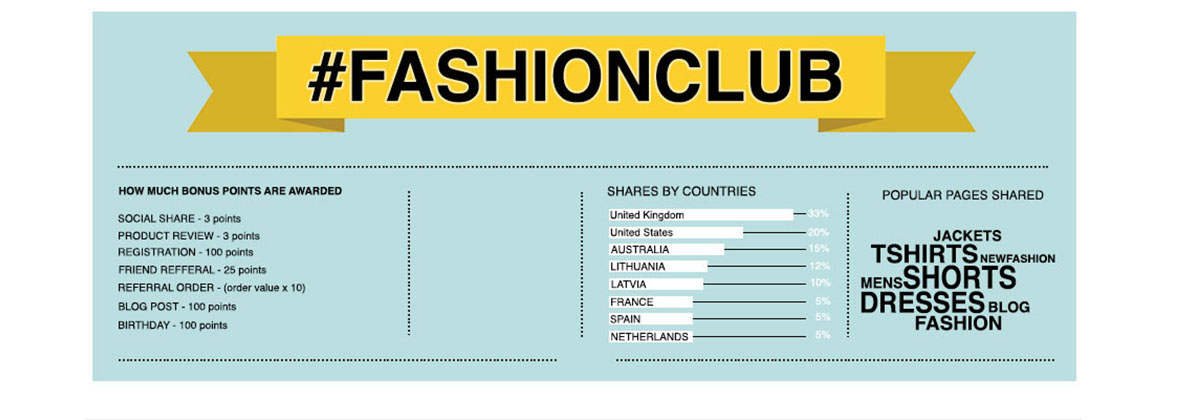 #FASHIONCLUB
HOW MUCH BONUS POINTS ARE AWARDED
SOCIAL SHARE - 3 points
PRODUCT REVIEW - 3 points
REGISTRATION - 100 points
FRIEND REFFERAL - 25 points
REFERRAL ORDER - (order value x 10)
BLOG POST - 100 points
BIRTHDAY - 100 points
SHARES BY COUNTRIES
United Kingdom 33%
United States 20%
AUSTRALIA 15%
LITHUANIA 12%
LATVIA 10%
FRANCE 5%
SPAIN 5%
NETHERLANDS 5%
POPULAR PAGES SHARED
JACKETS
TSHIRTS NEWFASHION
MENS SHORTS
DRESSES BLOG
FASHION